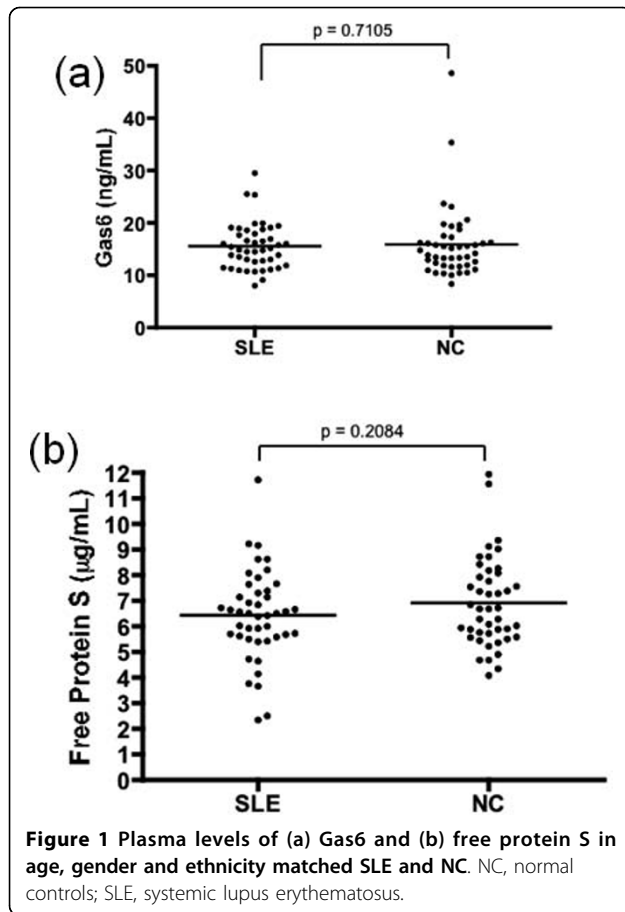 p = 0.7105
(a)
50
40
30
20
10
0
Gas6 (ng/mL)
SLE NC
p = 0.2084
(b)
12
11
10
9
8
7
6
5
4
3
2
1
0
Free Protein S (µg/mL)
SLE NC
Figure 1 Plasma levels of (a) Gas6 and (b) free protein S in
age, gender and ethnicity matched SLE and NC. NC, normal
controls; SLE, systemic lupus erythematosus.